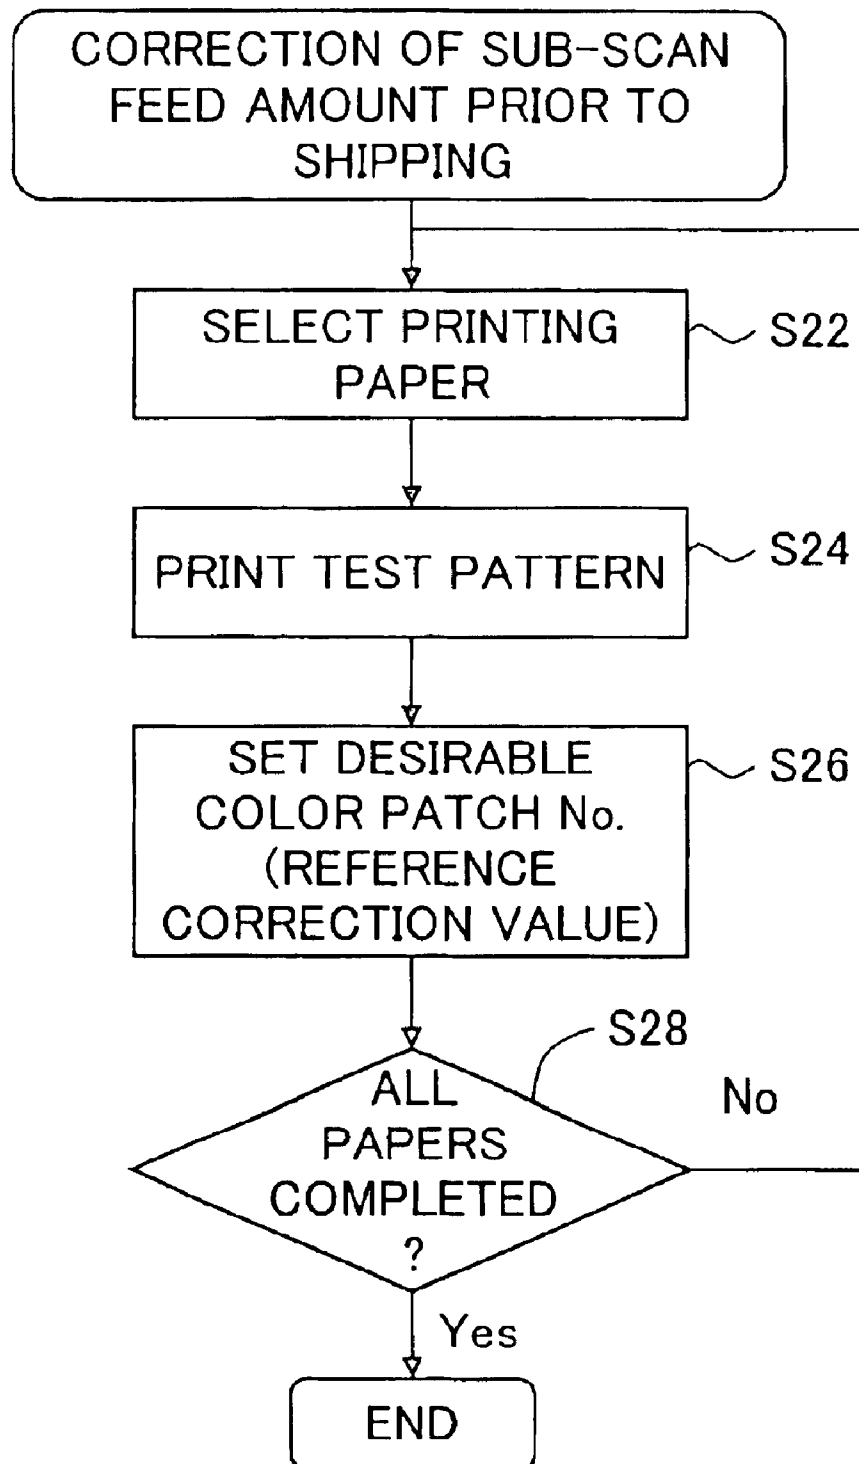 CORRECTION OF SUB-SCAN
FEED AMOUNT PRIOR TO
SHIPPING
SELECT PRINTING
PAPER
S22
PRINT TEST PATTERN
S24
SET DESIRABLE
COLOR PATCH No.
(REFERENCE
CORRECTION VALUE)
S26
S28
ALL
PAPERS
COMPLETED
?
No
Yes
END